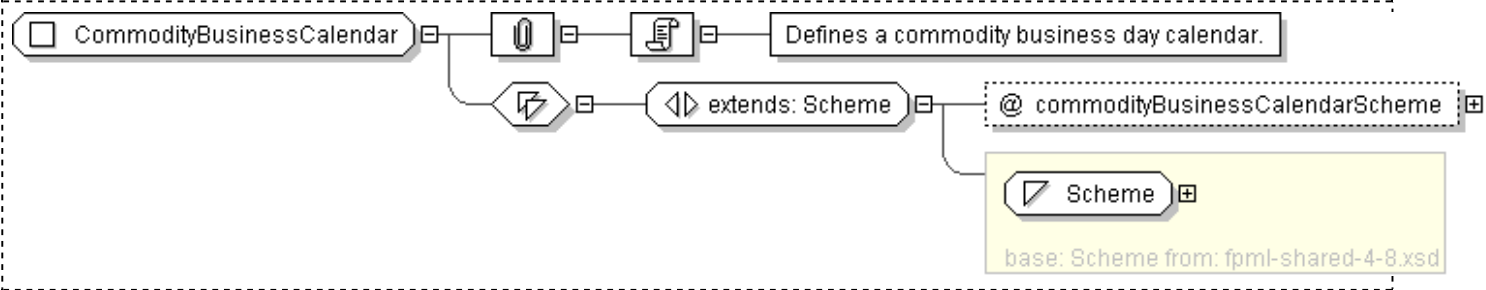 CommodityBusinessCalendar
Defines a commodity business day calendar.
extends: Scheme
@ commodityBusinessCalendarScheme
Scheme
base: Scheme from: fpml-shared-4-8.xsd